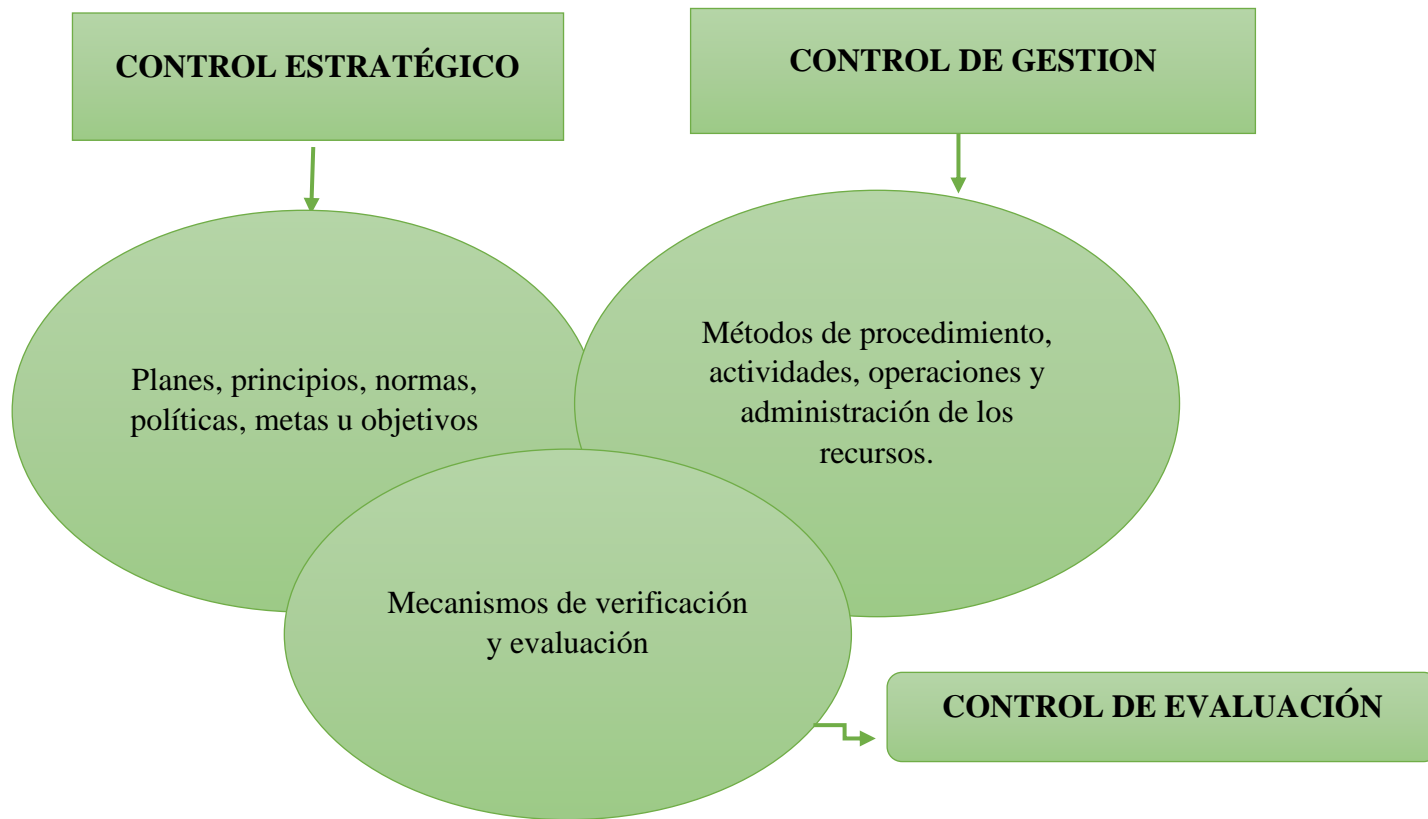 CONTROL ESTRATÉGICO
CONTROL DE GESTION
Planes, principios, normas,
políticas, metas u objetivos
Métodos de procedimiento,
actividades, operaciones y
administración de los
recursos.
Mecanismos de verificación
y evaluación
CONTROL DE EVALUACIÓN